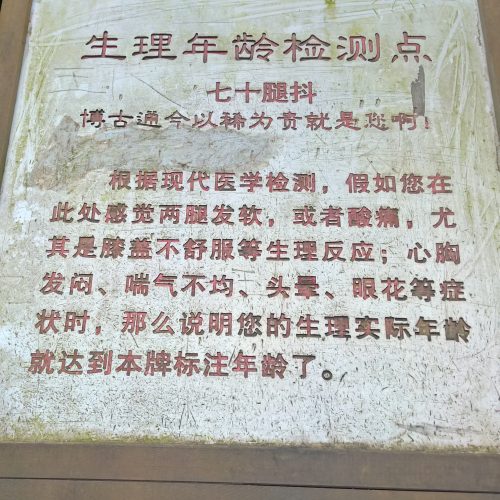 生理年龄检测点
七十腿抖
博古通今以稀为贵就是您啊！
根据现代医学检测，假如您在
此处感觉两腿发软，或者酸痛，尤
其是膝盖不舒服等生理反应；心胸
发闷、喘气不均、头晕、眼花等症
状时，那么说明您的生理实际年龄
就达到本牌标注年龄了。